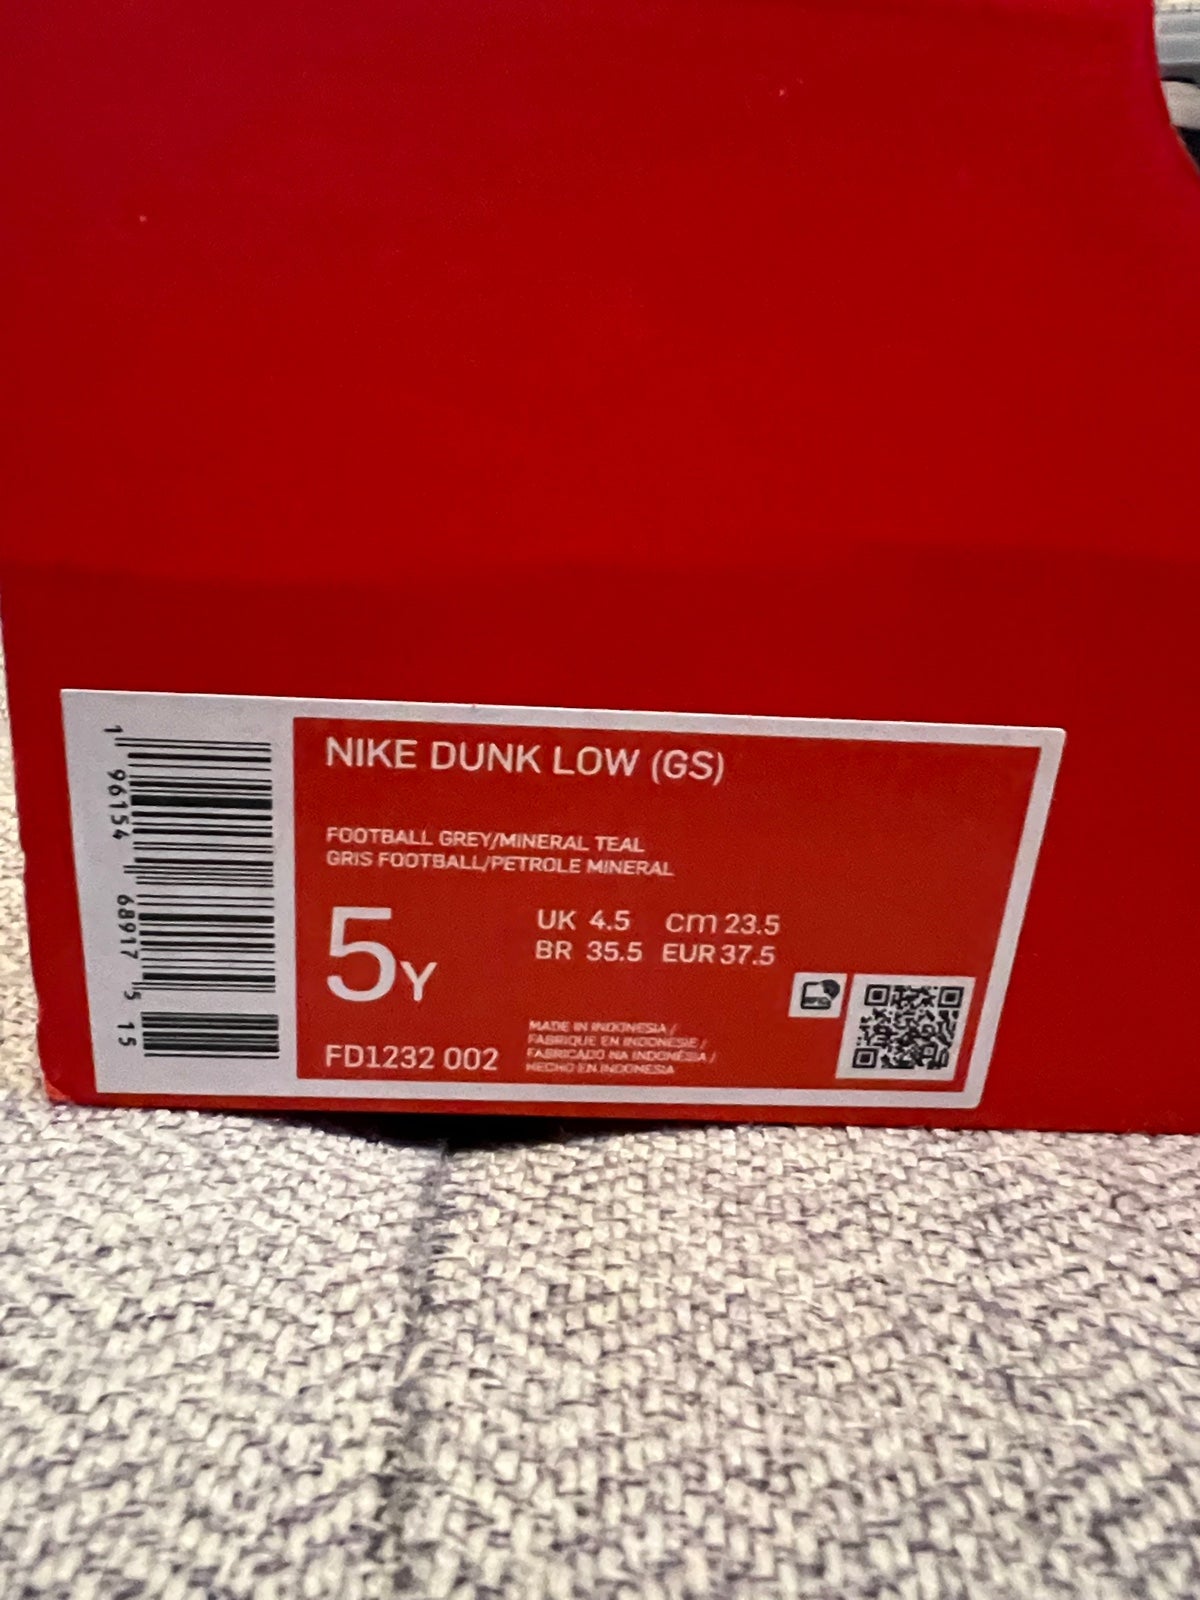 NIKE DUNK LOW (GS)
FOOTBALL GREY/MINERAL TEAL
GRIS FOOTBALL/PETROLE MINERAL
5Y
UK 4.5 cm 23.5
BR 35.5 EUR 37.5
FD1232 002
MADE IN INDONESIA /
FABRIQUE EN INDONESIE /
FABRICADO NA INDONÉSIA /
HECHO EN INDONESIA
1 96154 68917 5 15